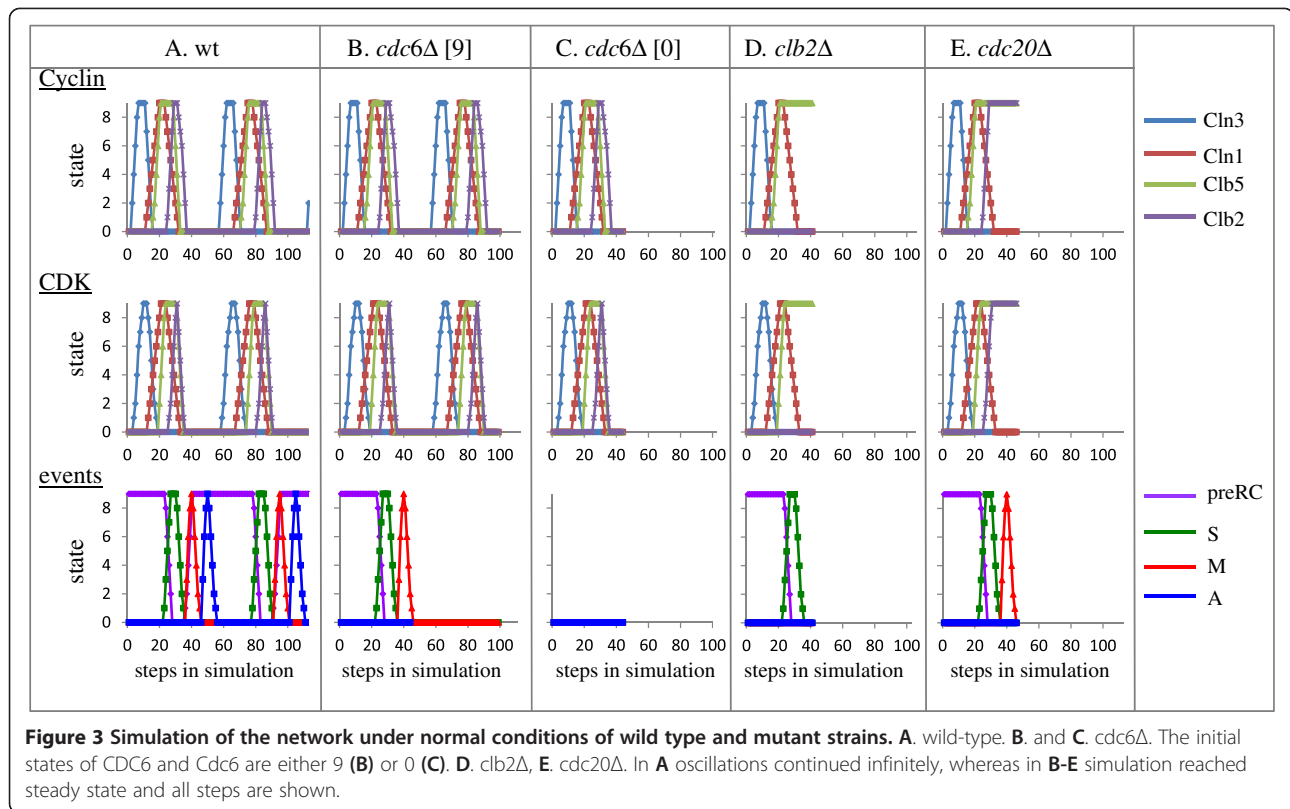 A. wt
B. cdc6Δ [9]
C. cdc6Δ [0]
D. clb2Δ
E. cdc20Δ
Cyclin
state
8
6
4
2
0
0 20 40 60 80 100
0 20 40 60 80 100
0 20 40 60 80 100
0 20 40 60 80 100
0 20 40 60 80 100
Cln3
Cln1
Clb5
Clb2
CDK
state
8
6
4
2
0
0 20 40 60 80 100
0 20 40 60 80 100
0 20 40 60 80 100
0 20 40 60 80 100
0 20 40 60 80 100
events
state
8
6
4
2
0
0 20 40 60 80 100
0 20 40 60 80 100
0 20 40 60 80 100
0 20 40 60 80 100
0 20 40 60 80 100
steps in simulation
steps in simulation
steps in simulation
steps in simulation
steps in simulation
preRC
S
M
A
Figure 3 Simulation of the network under normal conditions of wild type and mutant strains. A. wild-type. B. and C. cdc6Δ. The initial
states of CDC6 and Cdc6 are either 9 (B) or 0 (C). D. clb2Δ, E. cdc20Δ. In A oscillations continued infinitely, whereas in B-E simulation reached
steady state and all steps are shown.